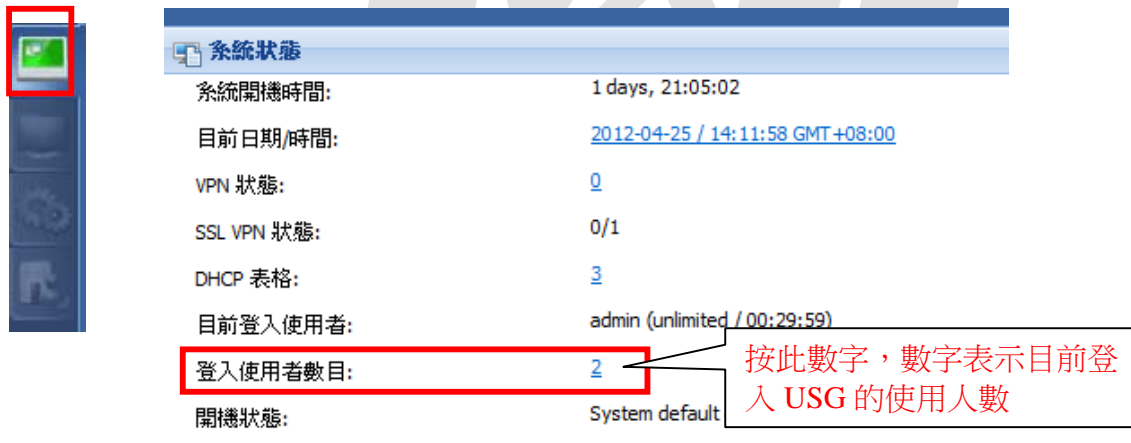 系統狀態
系統開機時間: 1 days, 21:05:02
目前日期/時間: 2012-04-25 / 14:11:58 GMT+08:00
VPN 狀態: 0
SSL VPN 狀態: 0/1
DHCP 表格: 3
目前登入使用者: admin (unlimited / 00:29:59)
登入使用者數目: 2
按此數字，數字表示目前登
入 USG 的使用人數
開機狀態: System default